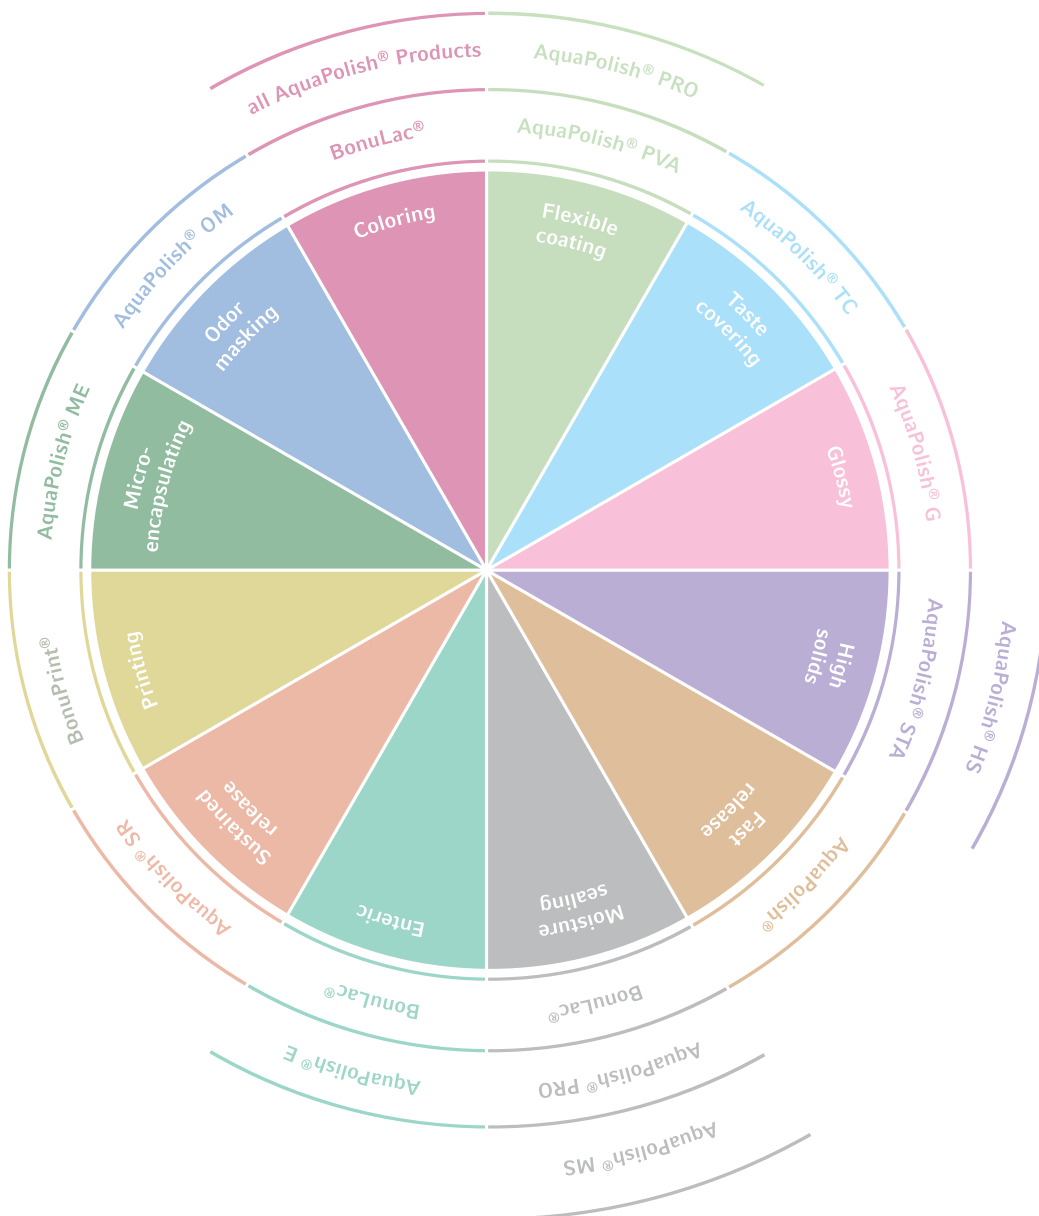 all AquaPolish® Products
AquaPolish® PRO
BonuLac®
AquaPolish® PVA
Coloring
Flexible
coating
AquaPolish® TC
Taste
covering
AquaPolish® G
Glossy
AquaPolish® HS
AquaPolish® STA
High
solids
AquaPolish®
Fast
release
Moisture
sealing
BonuLac®
AquaPolish® PRO
AquaPolish® MS
Enteric
BonuLac®
AquaPolish® E
Sustained
release
AquaPolish® SR
Printing
BonuPrint®
Micro-
encapsulating
AquaPolish® ME
Odor
masking
AquaPolish® OM